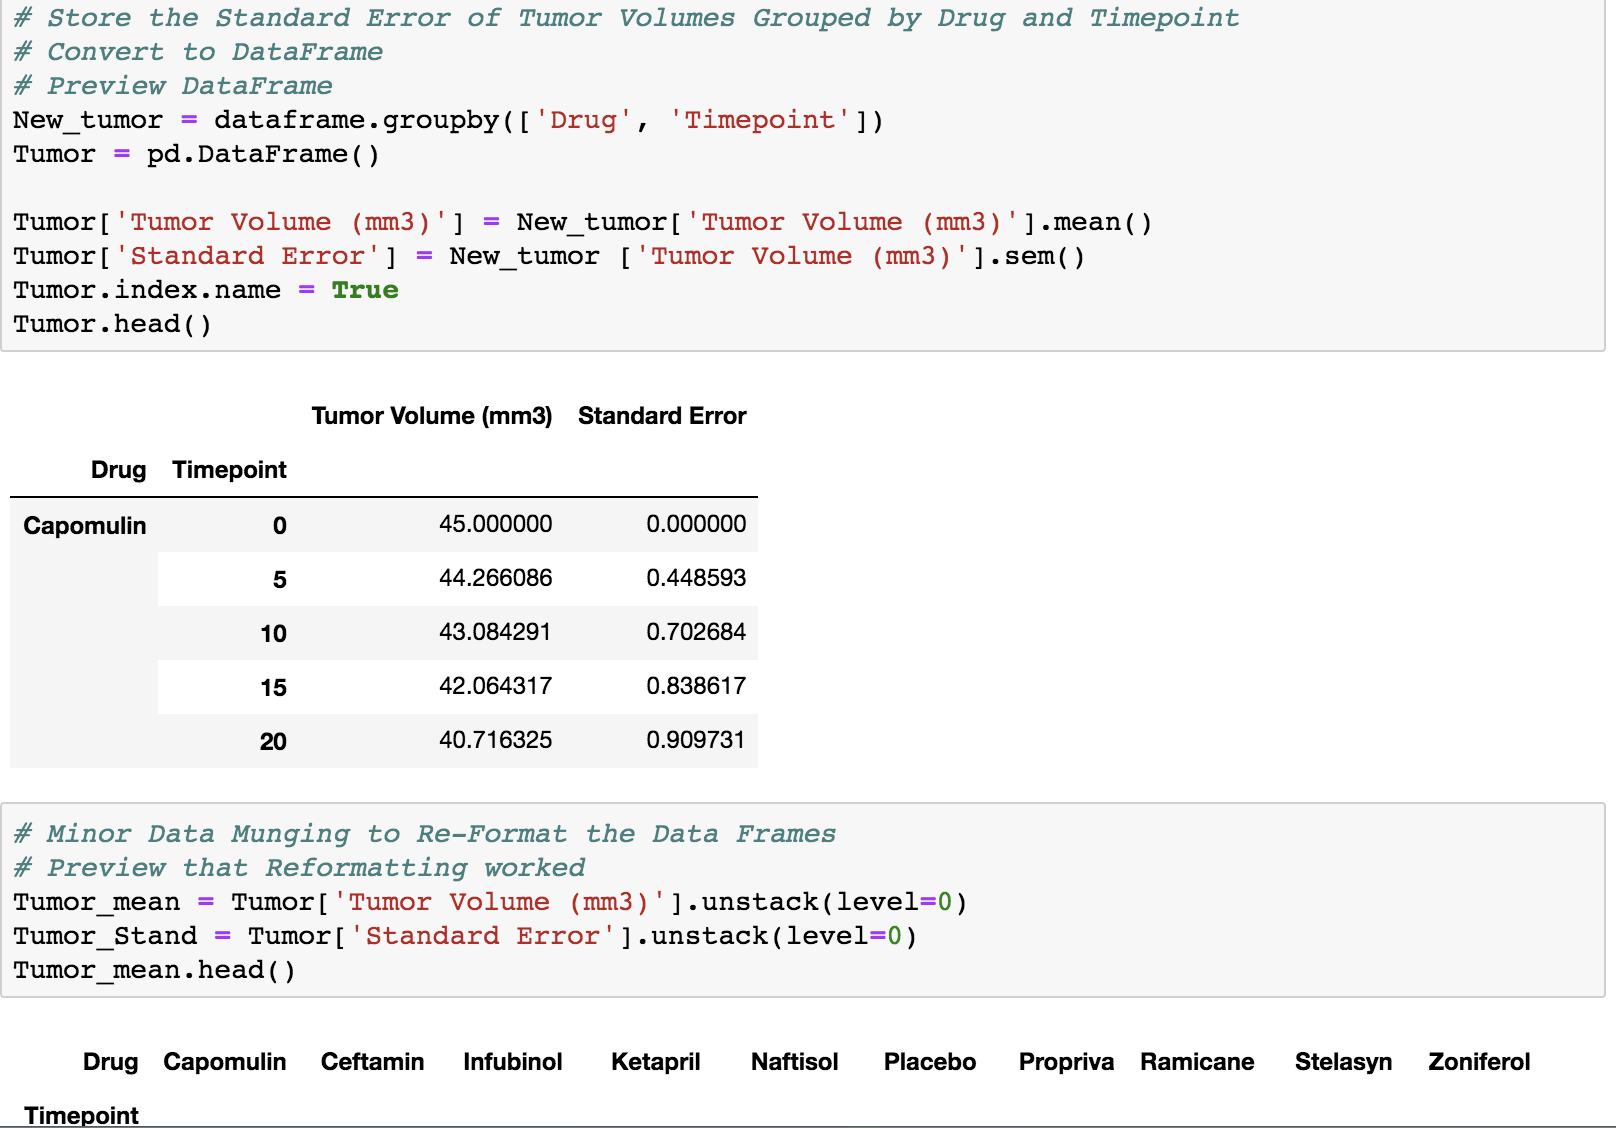 # Store the Standard Error of Tumor Volumes Grouped by Drug and Timepoint
# Convert to DataFrame
# Preview DataFrame
New_tumor = dataframe.groupby(['Drug', 'Timepoint'])
Tumor = pd.DataFrame()
Tumor['Tumor Volume (mm3)'] = New_tumor['Tumor Volume (mm3)'].mean()
Tumor['Standard Error'] = New_tumor ['Tumor Volume (mm3)'].sem()
Tumor.index.name = True
Tumor.head()
Tumor Volume (mm3) Standard Error
Drug Timepoint
Capomulin 0 45.000000 0.000000
5 44.266086 0.448593
10 43.084291 0.702684
15 42.064317 0.838617
20 40.716325 0.909731
# Minor Data Munging to Re-Format the Data Frames
# Preview that Reformatting worked
Tumor_mean = Tumor['Tumor Volume (mm3)'].unstack(level=0)
Tumor_Stand = Tumor['Standard Error'].unstack(level=0)
Tumor_mean.head()
Drug Capomulin Ceftamin Infubinol Ketapril Naftisol Placebo Propriva Ramicane Stelasyn Zoniferol
Timepoint